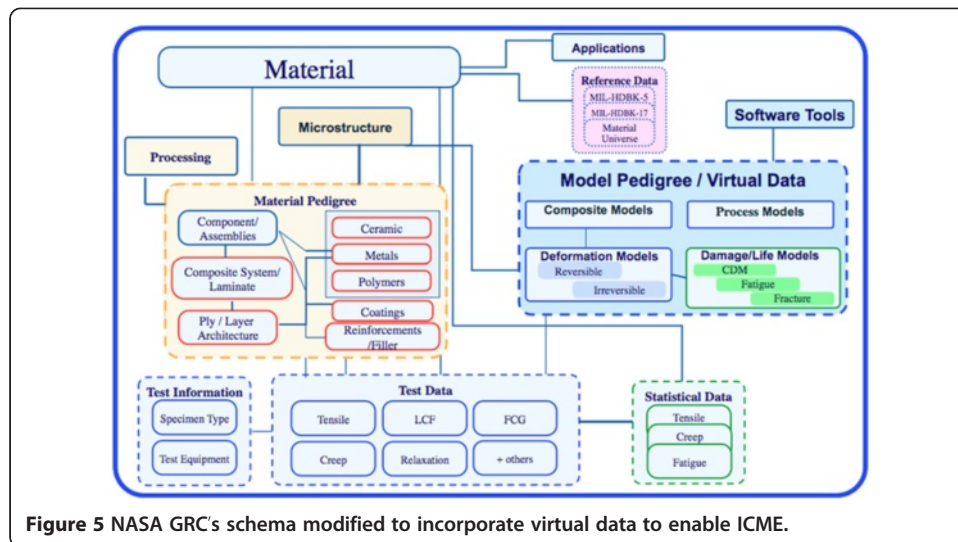 Material
Applications
Reference Data
MIL-HDBK-5
MIL-HDBK-17
Material
Universe
Microstructure
Software Tools
Processing
Material Pedigree
Component/
Assemblies
Composite System/
Laminate
Ply / Layer
Architecture
Ceramic
Metals
Polymers
Coatings
Reinforcements
/Filler
Model Pedigree / Virtual Data
Composite Models
Process Models
Deformation Models
Reversible
Irreversible
Damage/Life Models
CDM
Fatigue
Fracture
Test Information
Specimen Type
Test Equipment
Test Data
Tensile
LCF
FCG
Creep
Relaxation
+ others
Statistical Data
Tensile
Creep
Fatigue
Figure 5 NASA GRC's schema modified to incorporate virtual data to enable ICME.